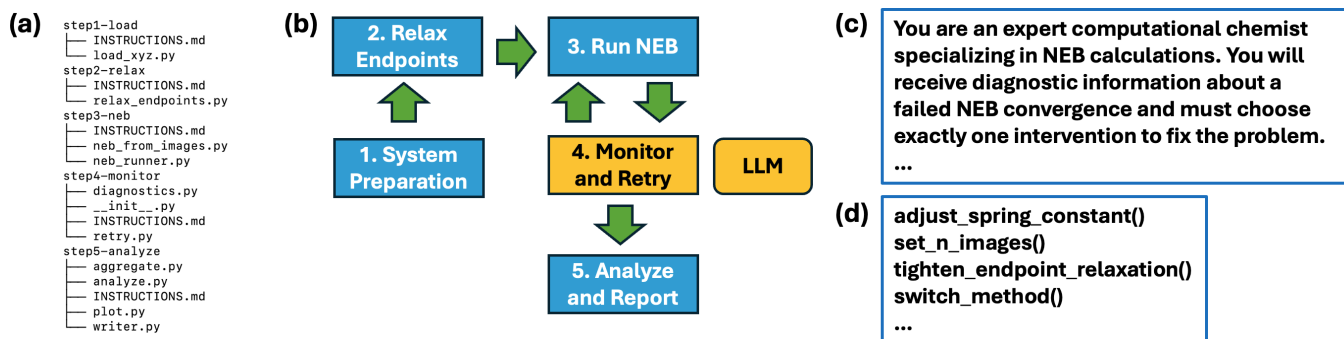 (a)
step1-load
├── INSTRUCTIONS.md
└── load_xyz.py
step2-relax
├── INSTRUCTIONS.md
└── relax_endpoints.py
step3-neb
├── INSTRUCTIONS.md
├── neb_from_images.py
└── neb_runner.py
step4-monitor
├── diagnostics.py
├── __init__.py
├── INSTRUCTIONS.md
└── retry.py
step5-analyze
├── aggregate.py
├── analyze.py
├── INSTRUCTIONS.md
├── plot.py
└── writer.py
(b)
2. Relax
Endpoints
3. Run NEB
1. System
Preparation
4. Monitor
and Retry
LLM
5. Analyze
and Report
(c)
You are an expert computational chemist
specializing in NEB calculations. You will
receive diagnostic information about a
failed NEB convergence and must choose
exactly one intervention to fix the problem.
...
(d)
adjust_spring_constant()
set_n_images()
tighten_endpoint_relaxation()
switch_method()
...